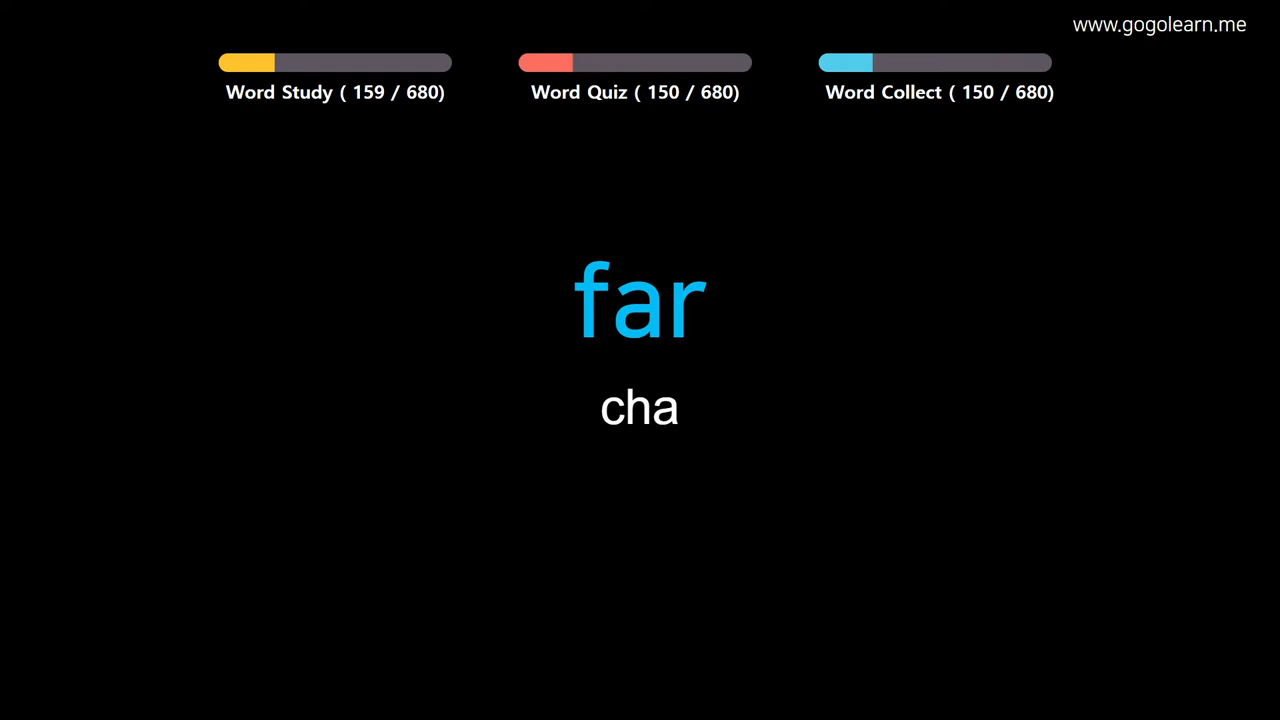 www.gogolearn.me
Word Study ( 159 / 680)
Word Quiz ( 150 / 680)
Word Collect ( 150 / 680)
far
cha